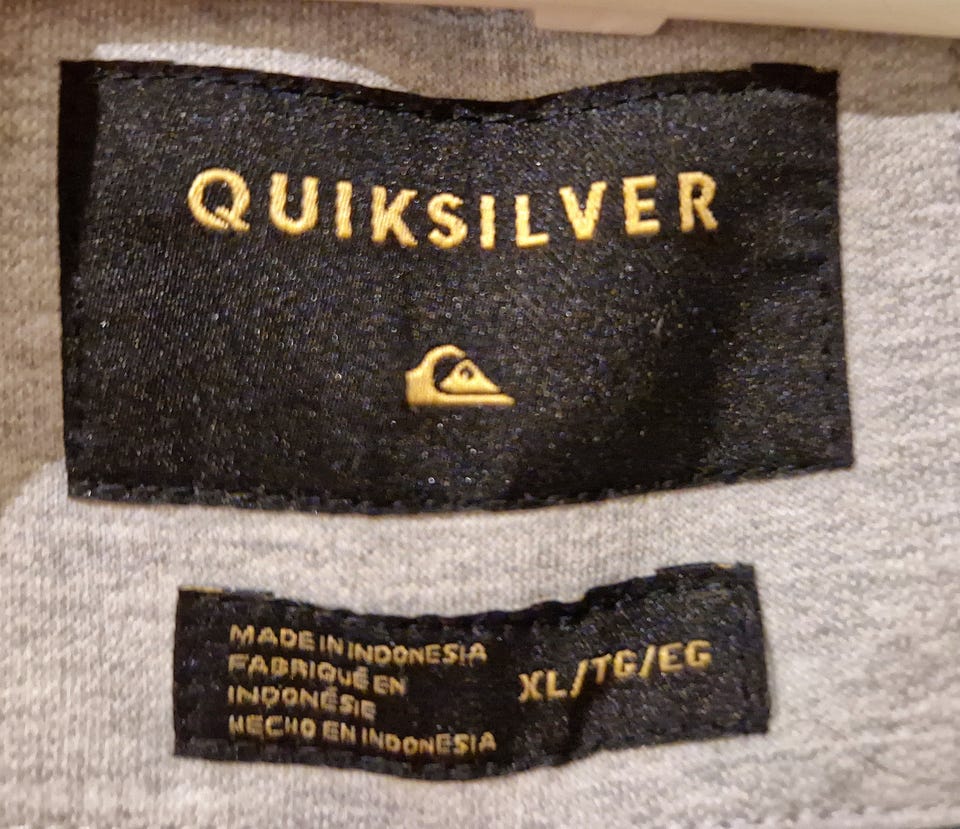 QUIKSILVER
MADE IN INDONESIA
FABRIQUÉ EN
INDONÉSIE
HECHO EN INDONESIA
XL/TG/EG